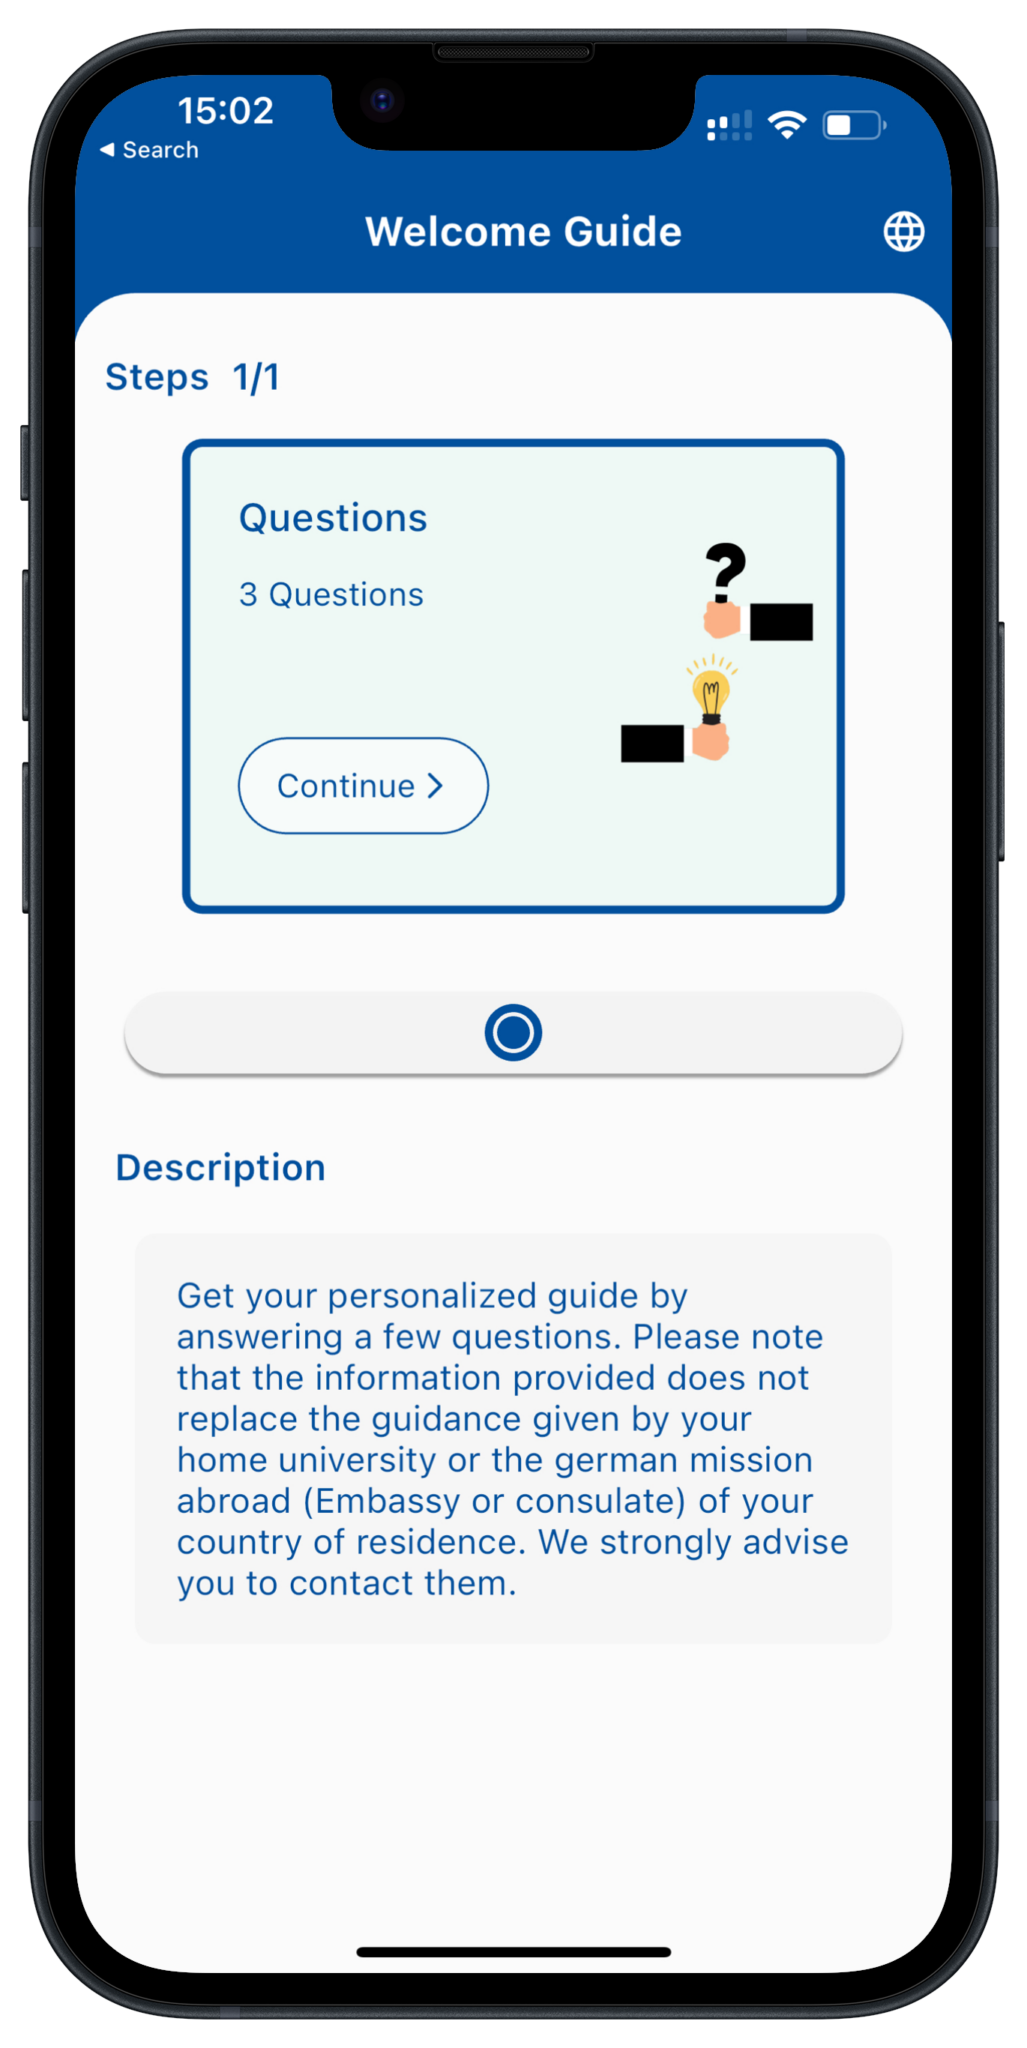 15:02
◀ Search
Welcome Guide
Steps 1/1
Questions
3 Questions
?
Continue >
Description
Get your personalized guide by
answering a few questions. Please note
that the information provided does not
replace the guidance given by your
home university or the german mission
abroad (Embassy or consulate) of your
country of residence. We strongly advise
you to contact them.